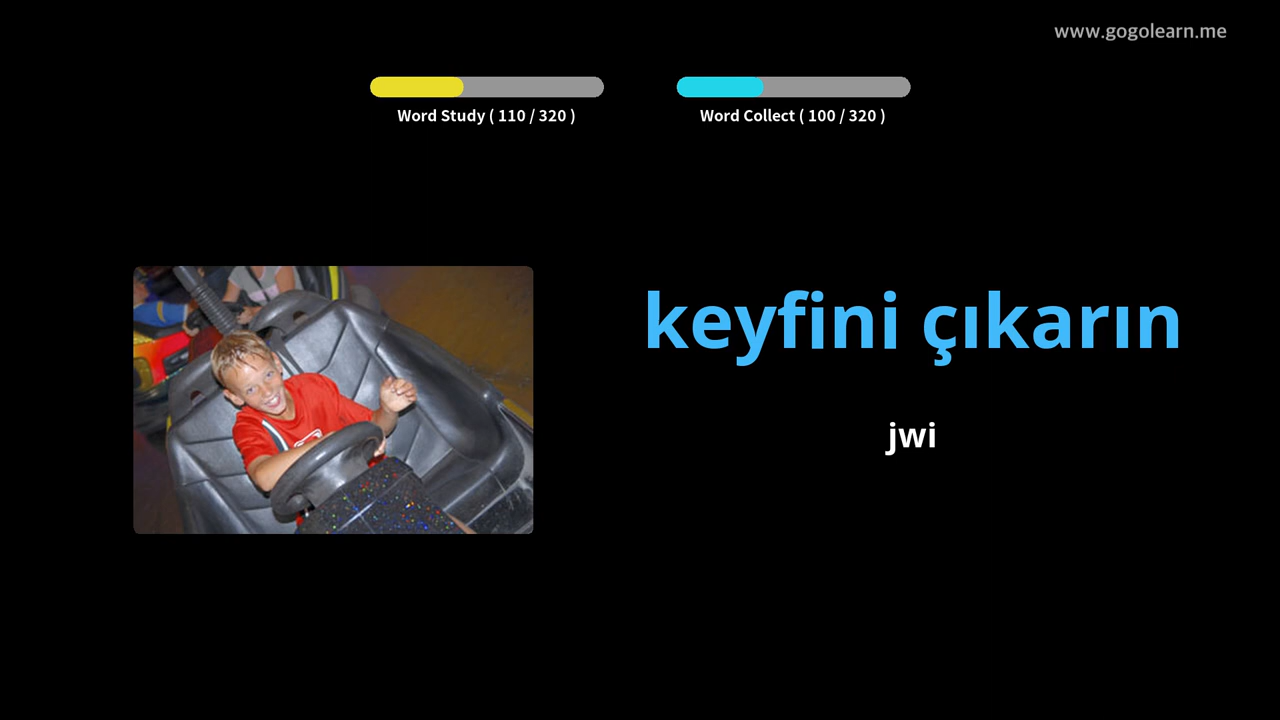 www.gogolearn.me
Word Study ( 110 / 320 )
Word Collect ( 100 / 320 )
keyfini çıkarın
jwi